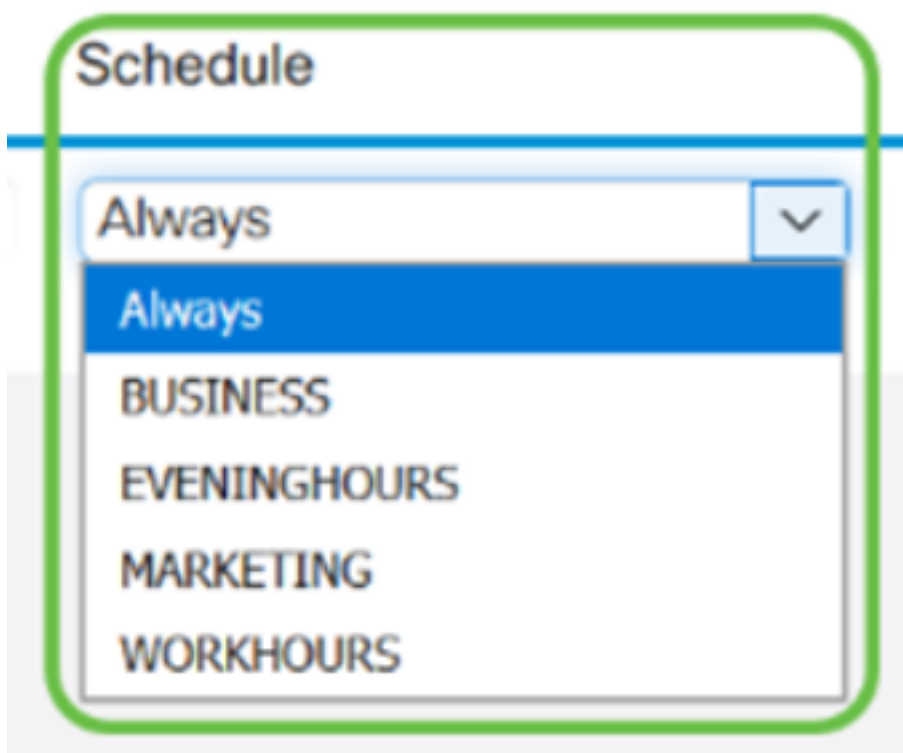 Schedule
Always
Always
BUSINESS
EVENINGHOURS
MARKETING
WORKHOURS